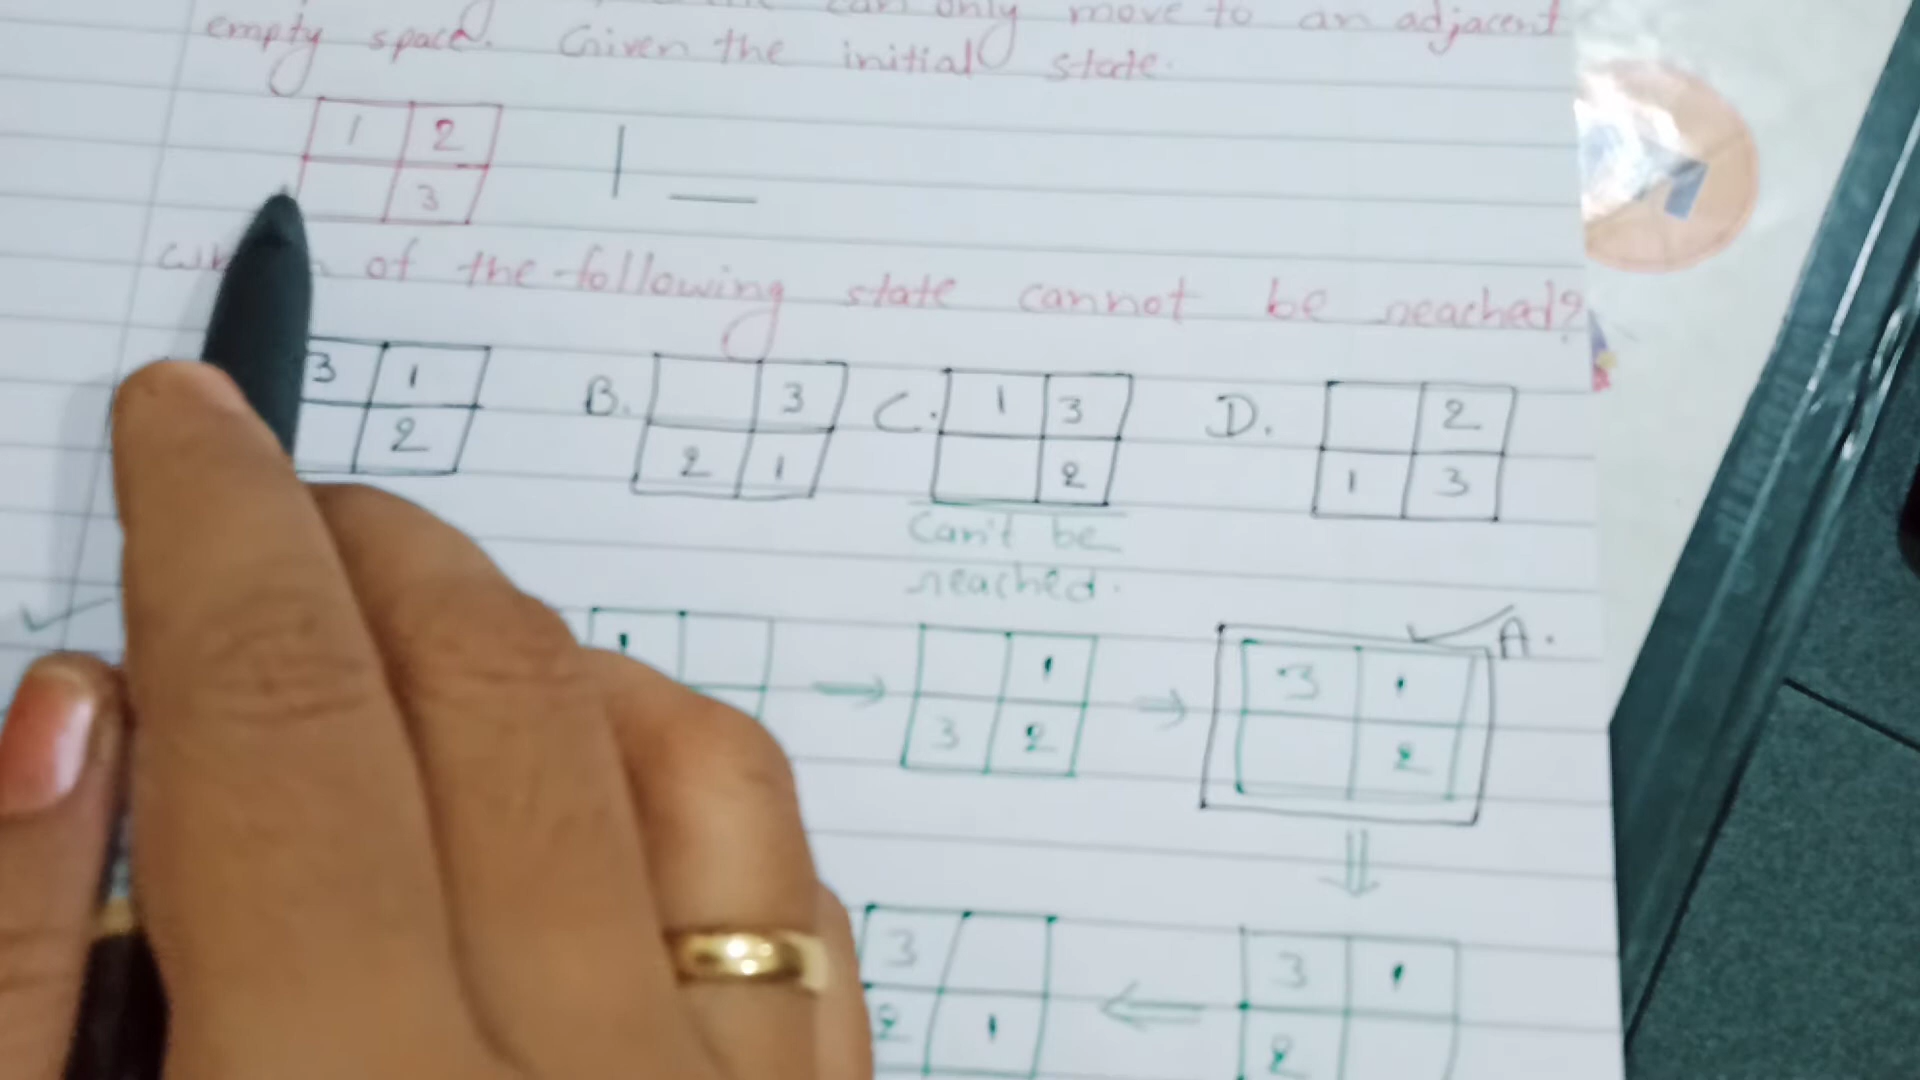 can only move to an adjacent
empty space. Given the initial state.
1 2
3
of the following state cannot be reached?
3 1
2
B. 3
2 1
C. 1 3
2
D. 2
1 3
Can't be
reached.
1
1
3 2
A.
3 1
2
3
2 1
3 1
2